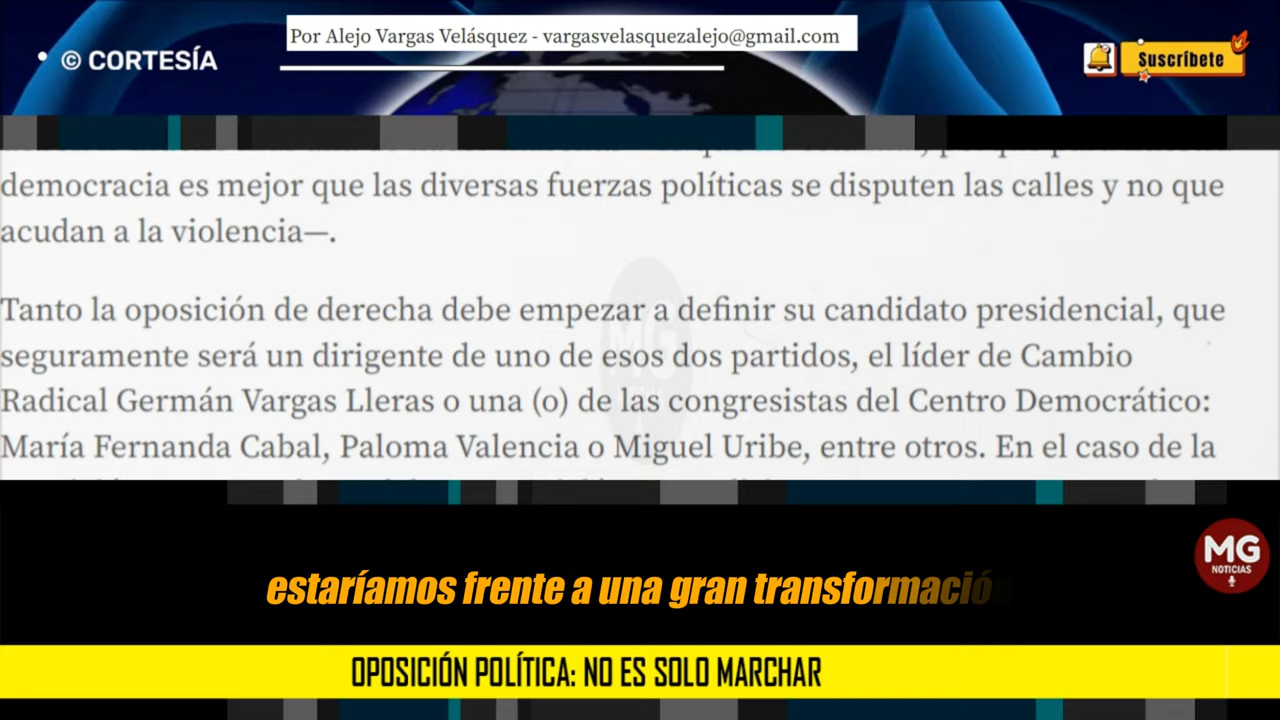 Por Alejo Vargas Velásquez - vargasvelasquezalejo@gmail.com
© CORTESÍA
Suscríbete
democracia es mejor que las diversas fuerzas políticas se disputen las calles y no que
acudan a la violencia—.
Tanto la oposición de derecha debe empezar a definir su candidato presidencial, que
seguramente será un dirigente de uno de esos dos partidos, el líder de Cambio
Radical Germán Vargas Lleras o una (o) de las congresistas del Centro Democrático:
María Fernanda Cabal, Paloma Valencia o Miguel Uribe, entre otros. En el caso de la
MG
NOTICIAS
estaríamos frente a una gran transformación
OPOSICIÓN POLÍTICA: NO ES SOLO MARCHAR